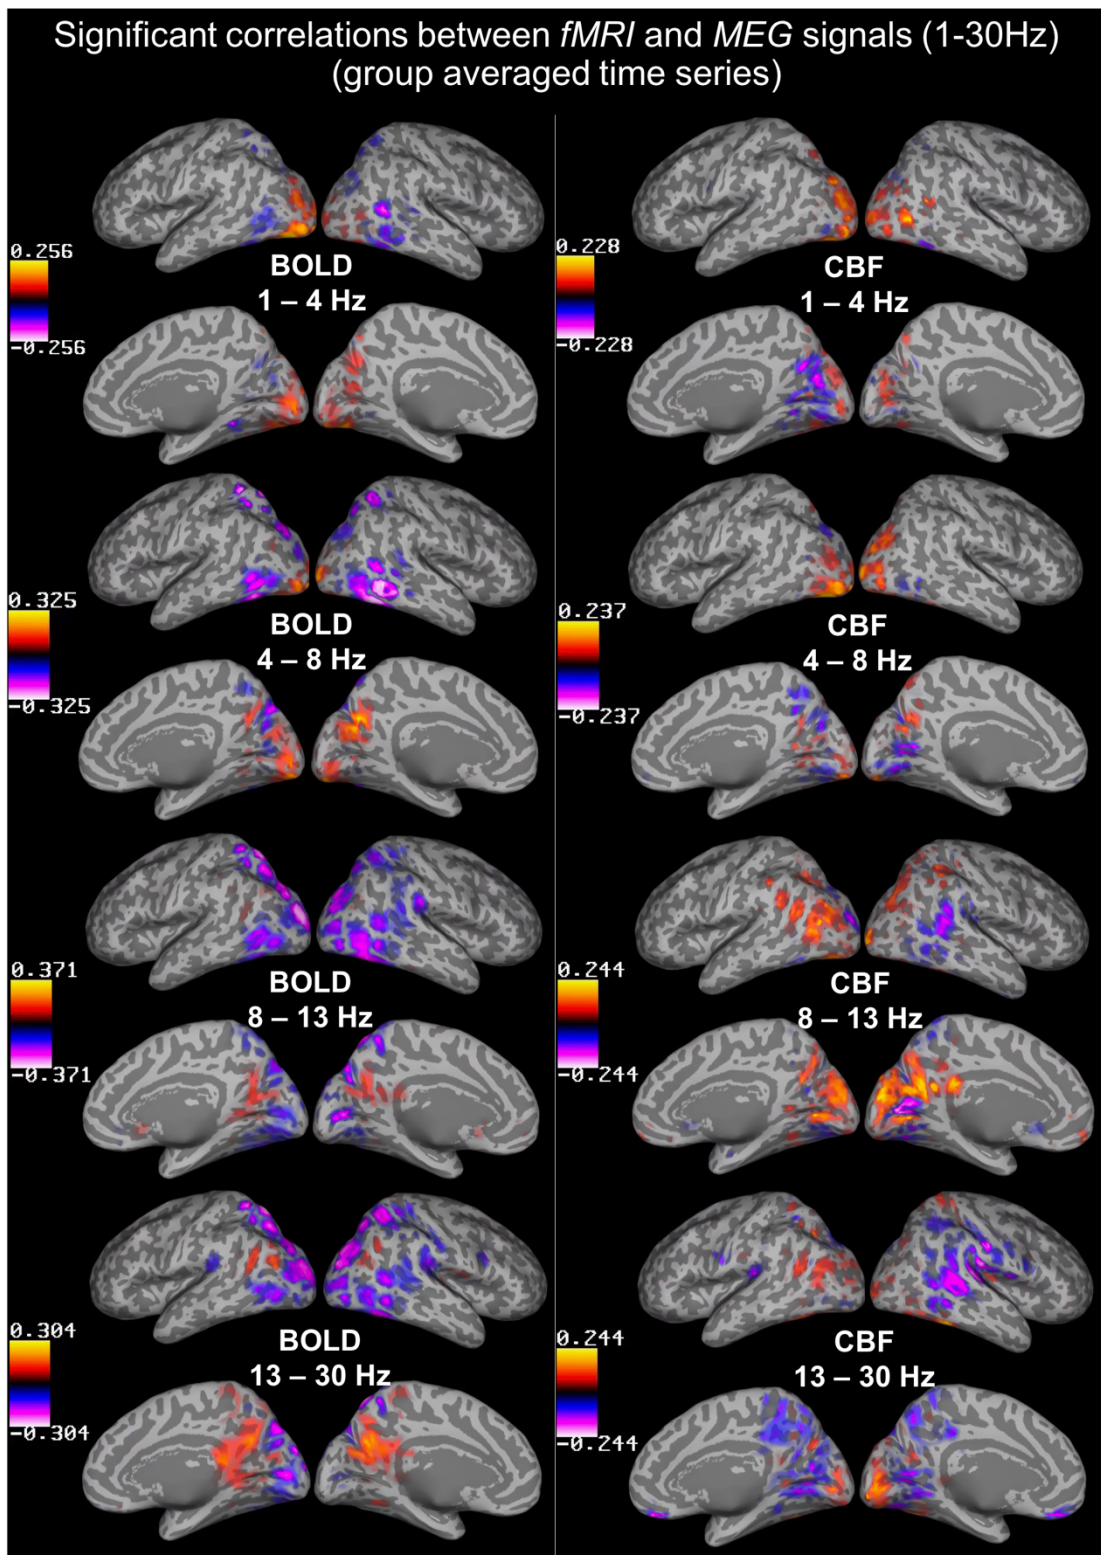 Significant correlations between fMRI and MEG signals (1-30Hz)
(group averaged time series)
0.256
-0.256
BOLD
1 – 4 Hz
0.228
-0.228
CBF
1 – 4 Hz
0.325
-0.325
BOLD
4 – 8 Hz
0.237
-0.237
CBF
4 – 8 Hz
0.371
-0.371
BOLD
8 – 13 Hz
0.244
-0.244
CBF
8 – 13 Hz
0.304
-0.304
BOLD
13 – 30 Hz
0.244
-0.244
CBF
13 – 30 Hz